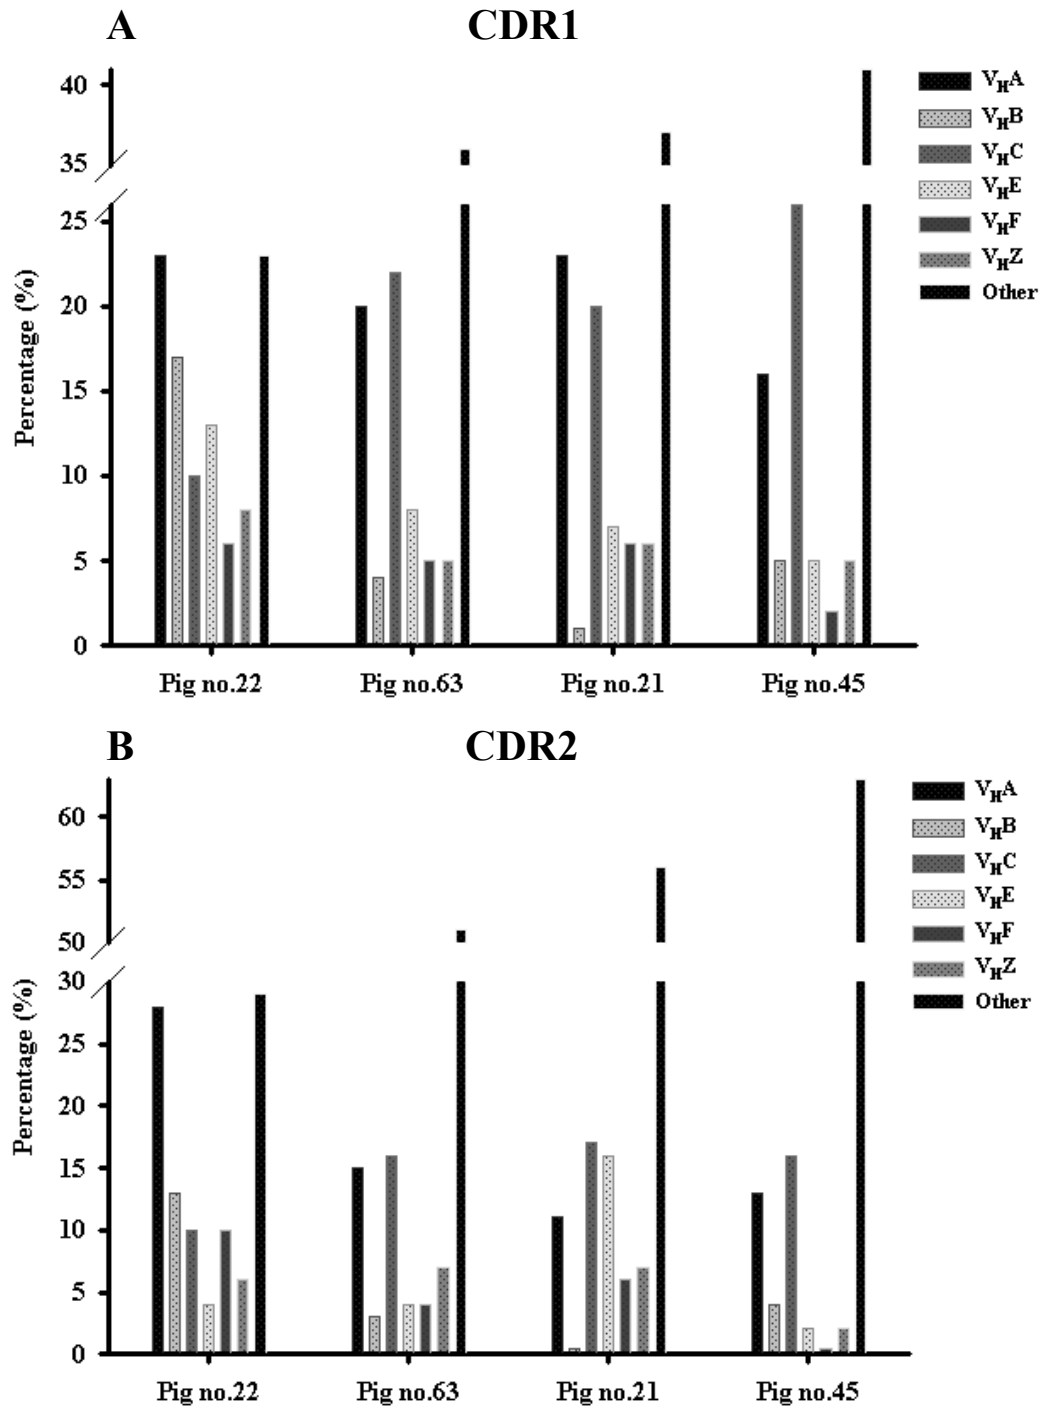 A CDR1
40
35
25
20
15
10
5
0
Percentage (%)
Pig no.22 Pig no.63 Pig no.21 Pig no.45
VHA
VHB
VHC
VHE
VHF
VHZ
Other
B CDR2
60
55
50
30
25
20
15
10
5
0
Percentage (%)
Pig no.22 Pig no.63 Pig no.21 Pig no.45
VHA
VHB
VHC
VHE
VHF
VHZ
Other